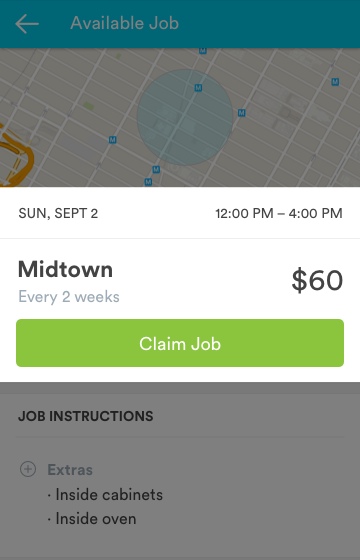 Available Job
SUN, SEPT 2
12:00 PM – 4:00 PM
Midtown
Every 2 weeks
$60
Claim Job
JOB INSTRUCTIONS
Extras
· Inside cabinets
· Inside oven